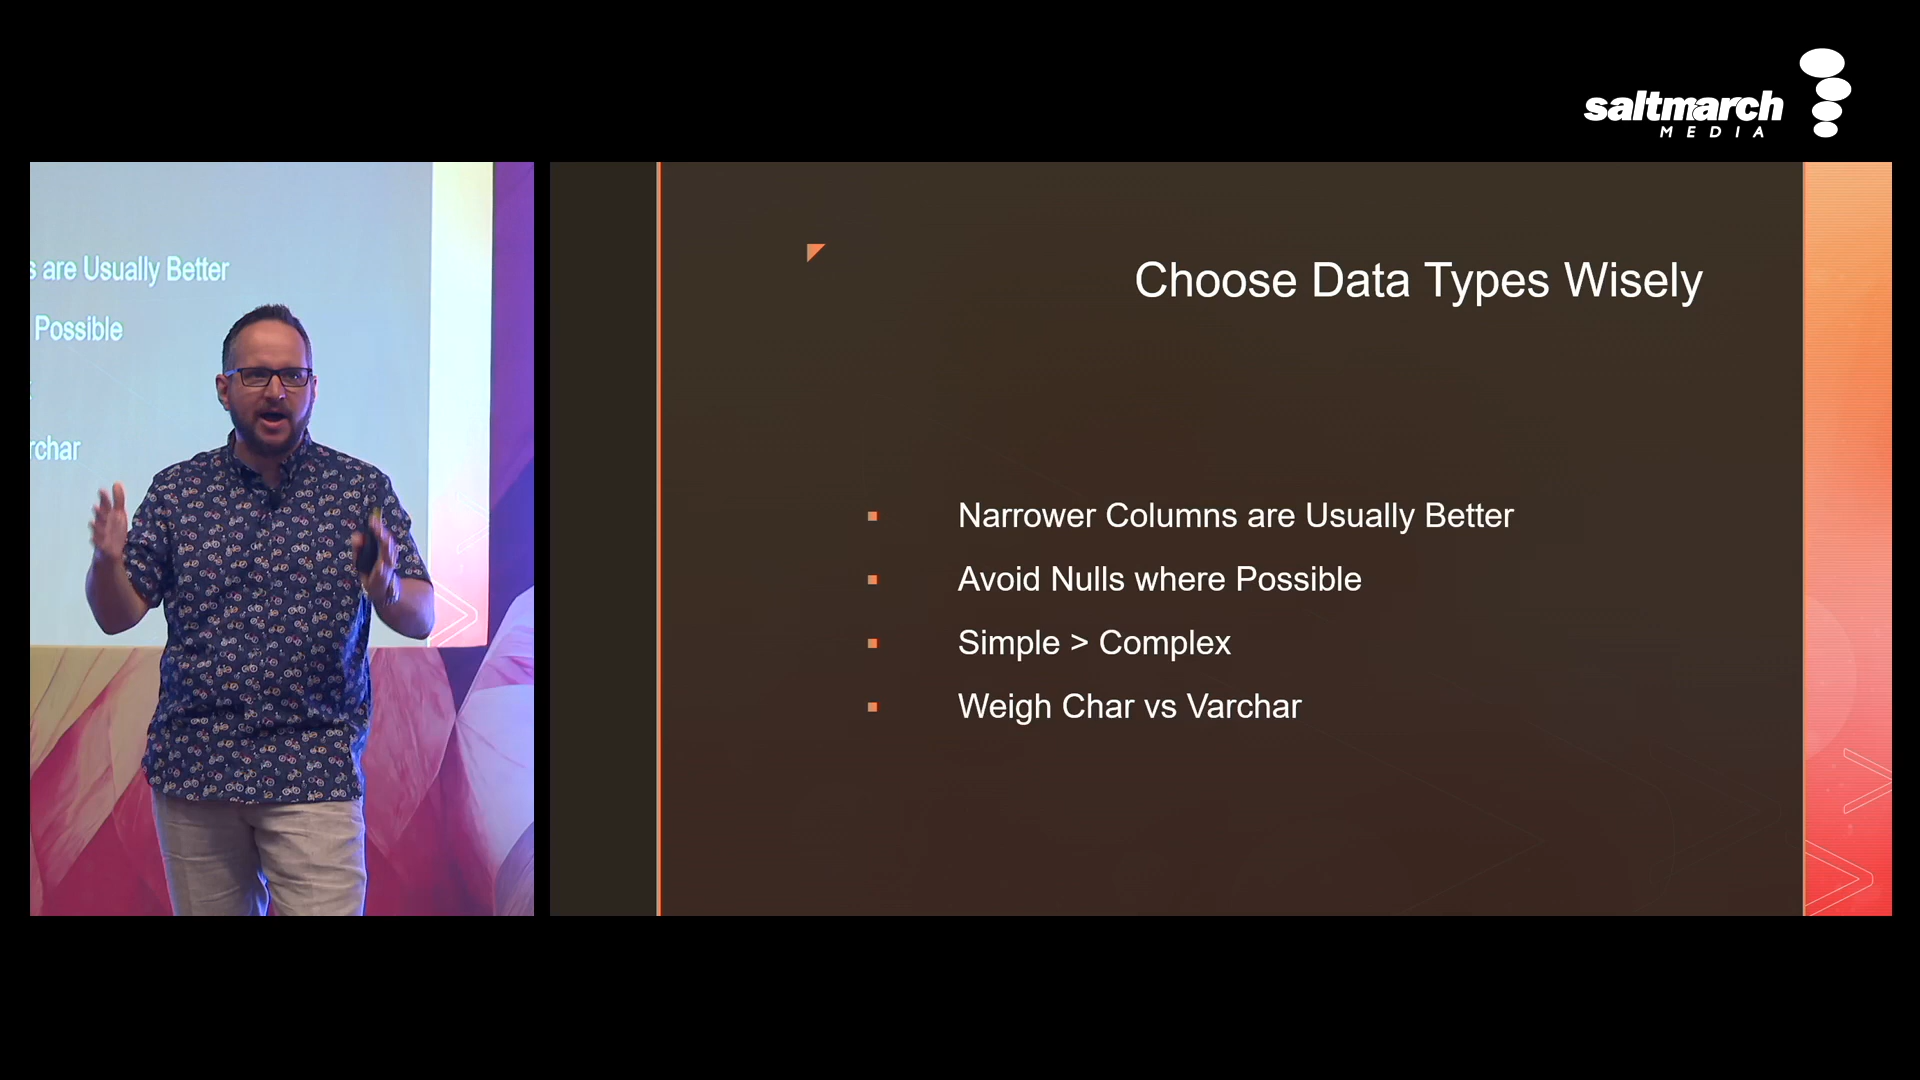 saltmarch
MEDIA
s are Usually Better
Possible
rchar
Choose Data Types Wisely
Narrower Columns are Usually Better
Avoid Nulls where Possible
Simple > Complex
Weigh Char vs Varchar